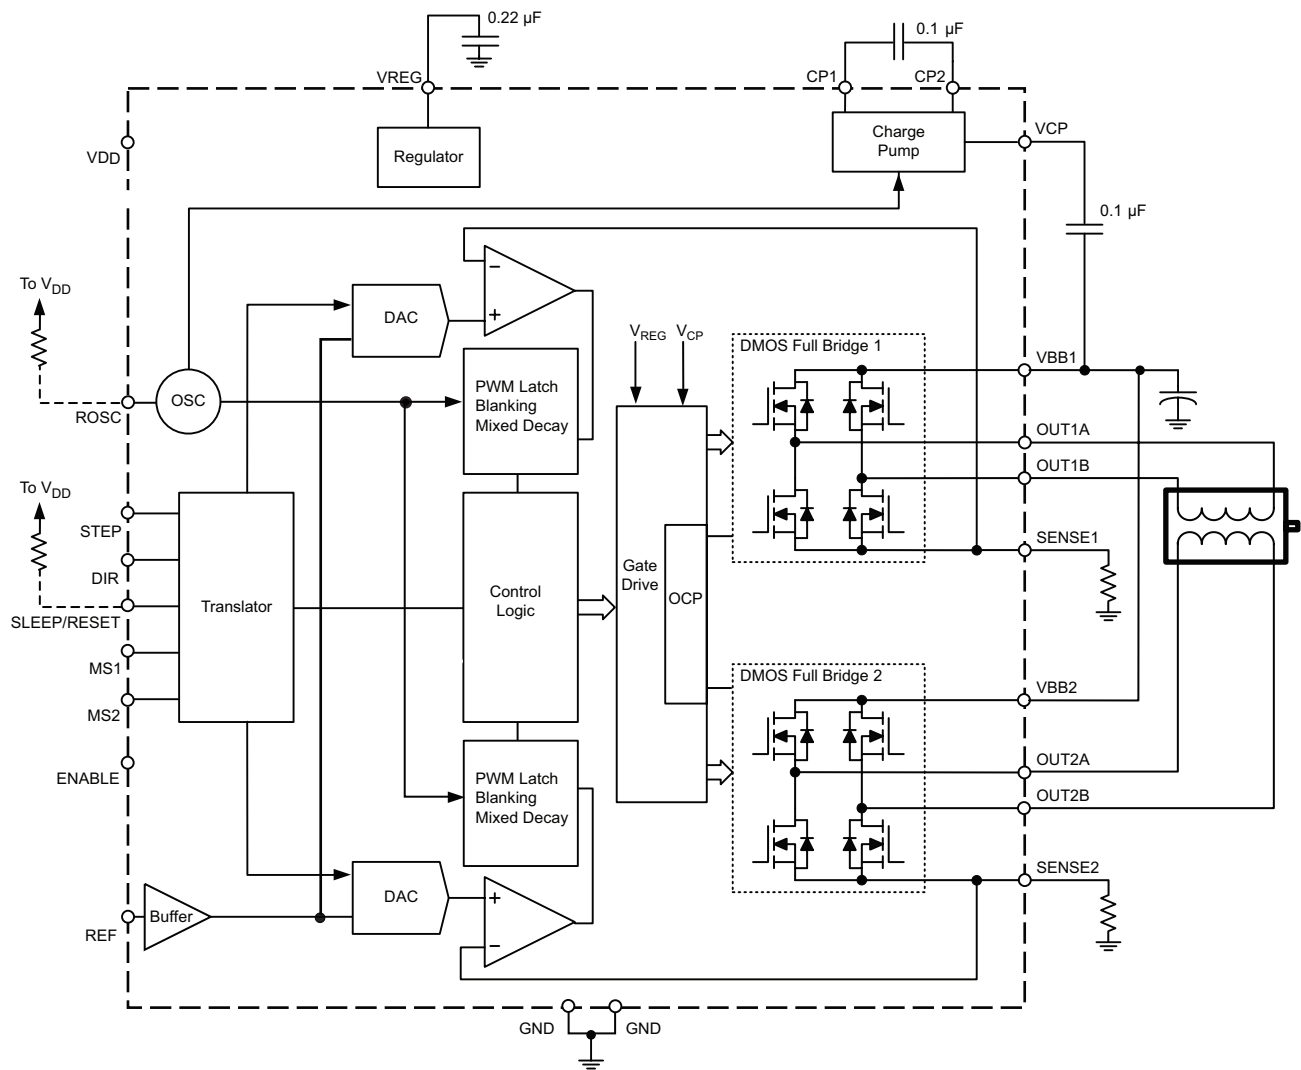 0.22 µF
0.1 µF
VREG
CP1
CP2
Charge
Pump
VCP
VDD
Regulator
0.1 µF
To VDD
DAC
−
+
VREG
VCP
DMOS Full Bridge 1
VBB1
PWM Latch
Blanking
Mixed Decay
OSC
ROSC
OUT1A
OUT1B
To VDD
STEP
SENSE1
DIR
Gate
Drive
Control
Logic
OCP
Translator
SLEEP/RESET
MS1
DMOS Full Bridge 2
VBB2
MS2
ENABLE
PWM Latch
Blanking
Mixed Decay
OUT2A
OUT2B
SENSE2
DAC
+
−
Buffer
REF
GND
GND